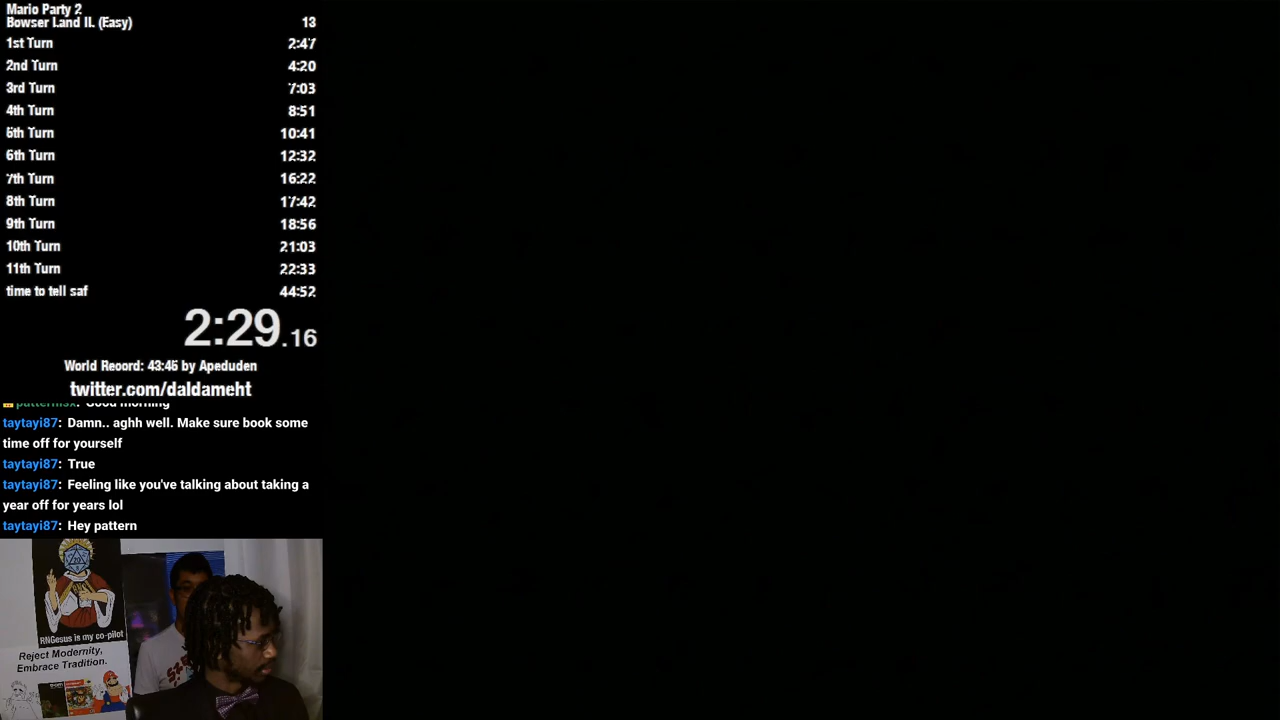 Mario Party 2
Bowser Land IL (Easy) 13
1st Turn 2:47
2nd Turn 4:20
3rd Turn 7:03
4th Turn 8:51
5th Turn 10:41
6th Turn 12:32
7th Turn 16:22
8th Turn 17:42
9th Turn 18:56
10th Turn 21:03
11th Turn 22:33
time to tell saf 44:52
2:29.16
World Record: 43:45 by Apeduden
twitter.com/daldameht
Good morning
taytayi87: Damn.. aghh well. Make sure book some
time off for yourself
taytayi87: True
taytayi87: Feeling like you've talking about taking a
year off for years lol
taytayi87: Hey pattern
RNGesus is my co-pilot
Reject Modernity,
Embrace Tradition.